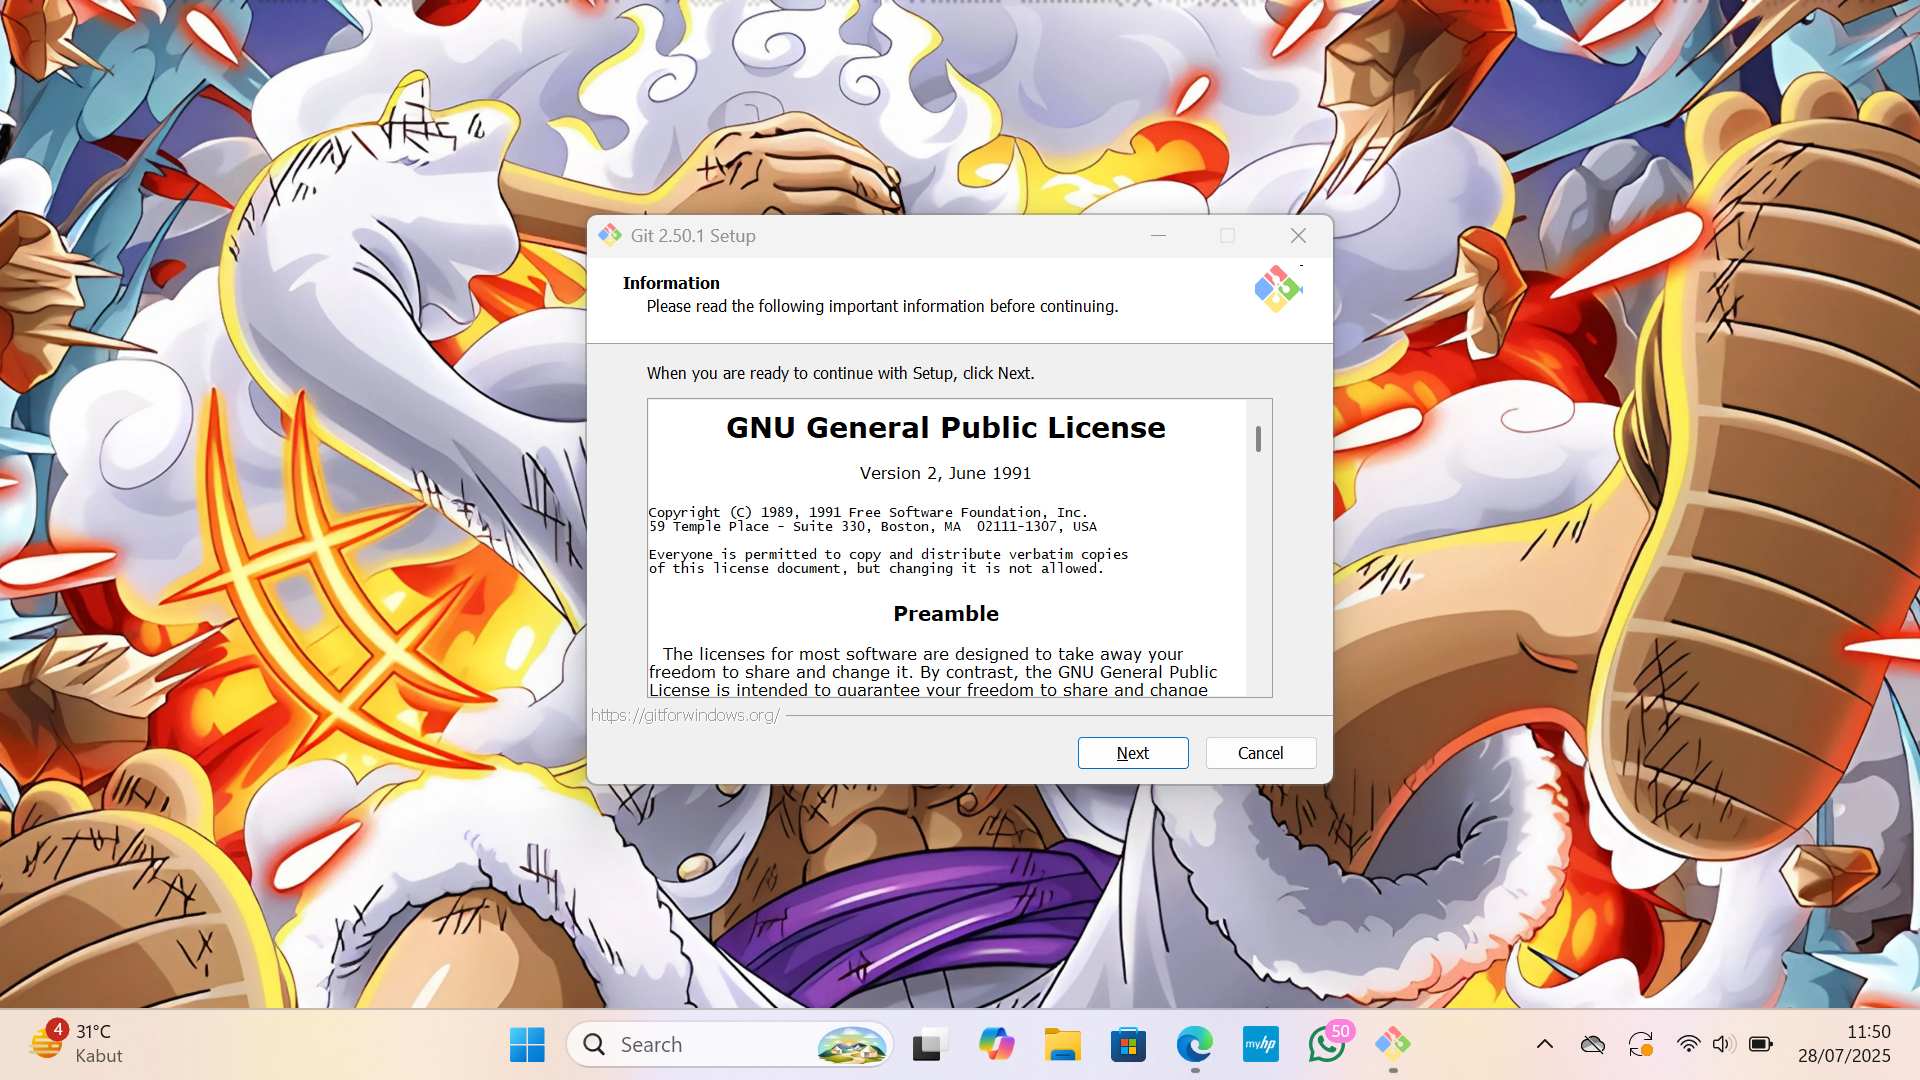 Git 2.50.1 Setup
Information
Please read the following important information before continuing.
When you are ready to continue with Setup, click Next.
GNU General Public License
Version 2, June 1991
Copyright (C) 1989, 1991 Free Software Foundation, Inc.
59 Temple Place - Suite 330, Boston, MA  02111-1307, USA
Everyone is permitted to copy and distribute verbatim copies
of this license document, but changing it is not allowed.
Preamble
The licenses for most software are designed to take away your
freedom to share and change it. By contrast, the GNU General Public
License is intended to guarantee your freedom to share and change
https://gitforwindows.org/
Next
Cancel
4
31°C
Kabut
Search
myhp
50
11:50
28/07/2025